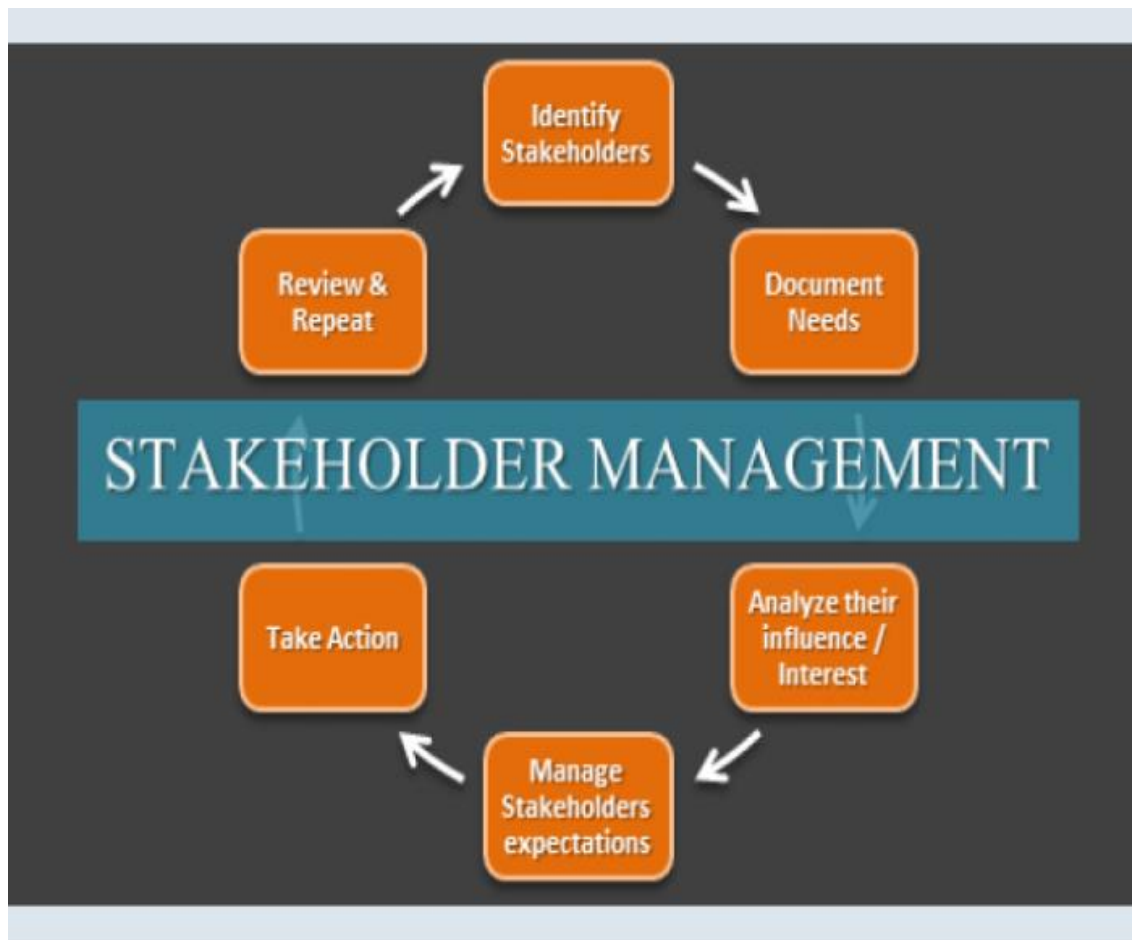 Identify
Stakeholders
Review &
Repeat
Document
Needs
STAKEHOLDER MANAGEMENT
Take Action
Analyze their
influence /
Interest
Manage
Stakeholders
expectations